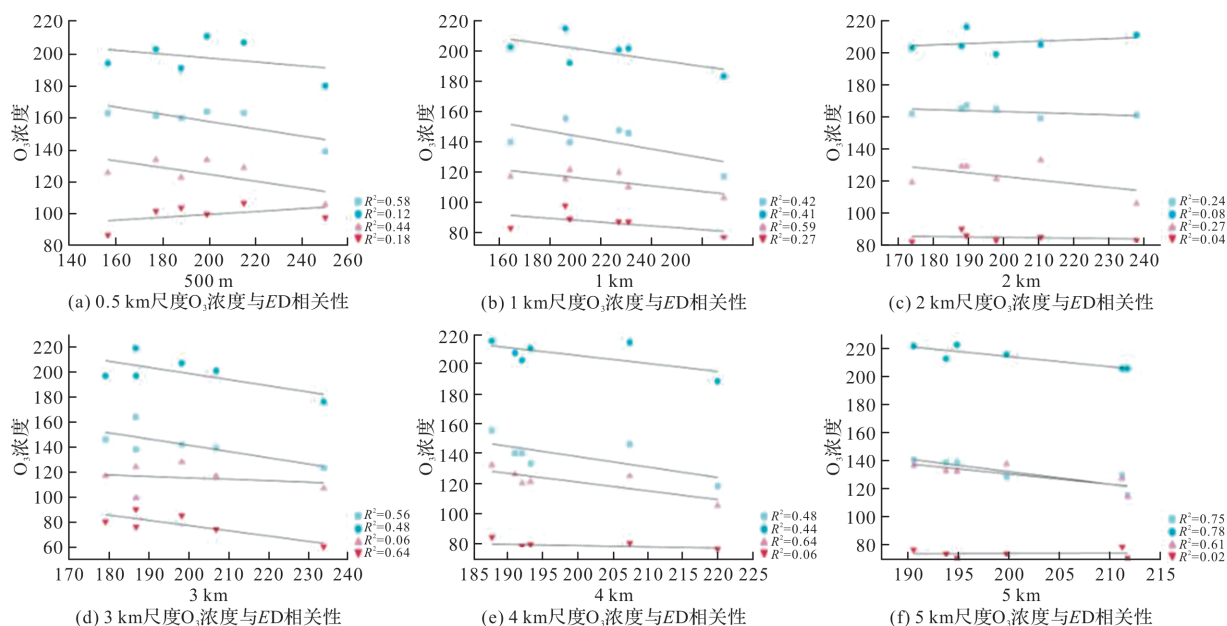 220
200
180
160
140
120
100
80
O₃浓度
R²=0.58
R²=0.12
R²=0.44
R²=0.18
140 160 180 200 220 240 260
500 m
(a) 0.5 km尺度O₃浓度与ED相关性
220
200
180
160
140
120
100
80
O₃浓度
R²=0.42
R²=0.41
R²=0.59
R²=0.27
160 180 200 220 240 200
1 km
(b) 1 km尺度O₃浓度与ED相关性
220
200
180
160
140
120
100
80
O₃浓度
R²=0.24
R²=0.08
R²=0.27
R²=0.04
170 180 190 200 210 220 230 240
2 km
(c) 2 km尺度O₃浓度与ED相关性
220
200
180
160
140
120
100
80
60
O₃浓度
R²=0.56
R²=0.48
R²=0.06
R²=0.64
170 180 190 200 210 220 230 240
3 km
(d) 3 km尺度O₃浓度与ED相关性
220
200
180
160
140
120
100
80
O₃浓度
R²=0.48
R²=0.44
R²=0.64
R²=0.06
185 190 195 200 205 210 215 220 225
4 km
(e) 4 km尺度O₃浓度与ED相关性
220
200
180
160
140
120
100
80
O₃浓度
R²=0.75
R²=0.78
R²=0.61
R²=0.02
190 195 200 205 210 215
5 km
(f) 5 km尺度O₃浓度与ED相关性